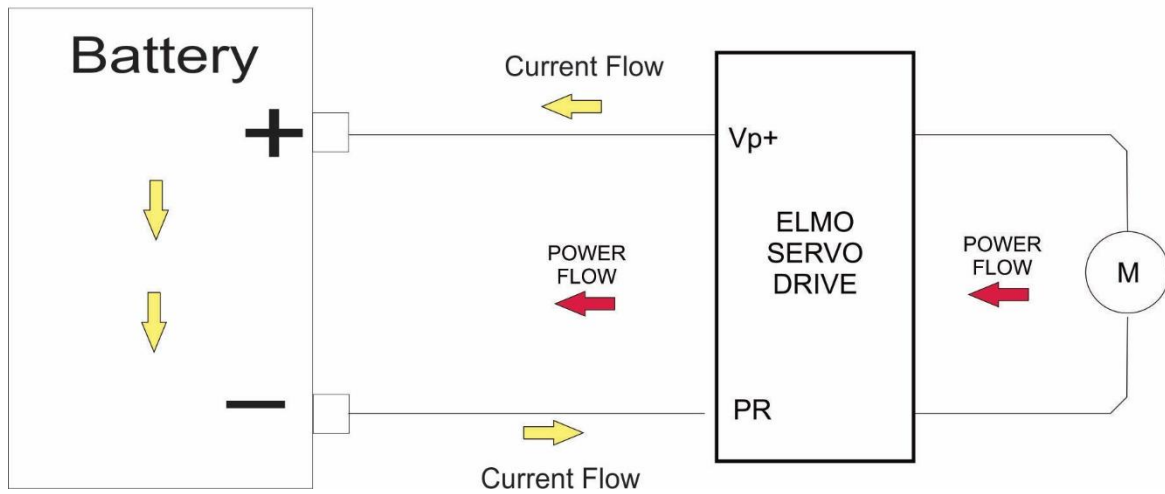 Battery
Current Flow
+
Vp+
ELMO
SERVO
DRIVE
POWER
FLOW
POWER
FLOW
M
−
PR
Current Flow